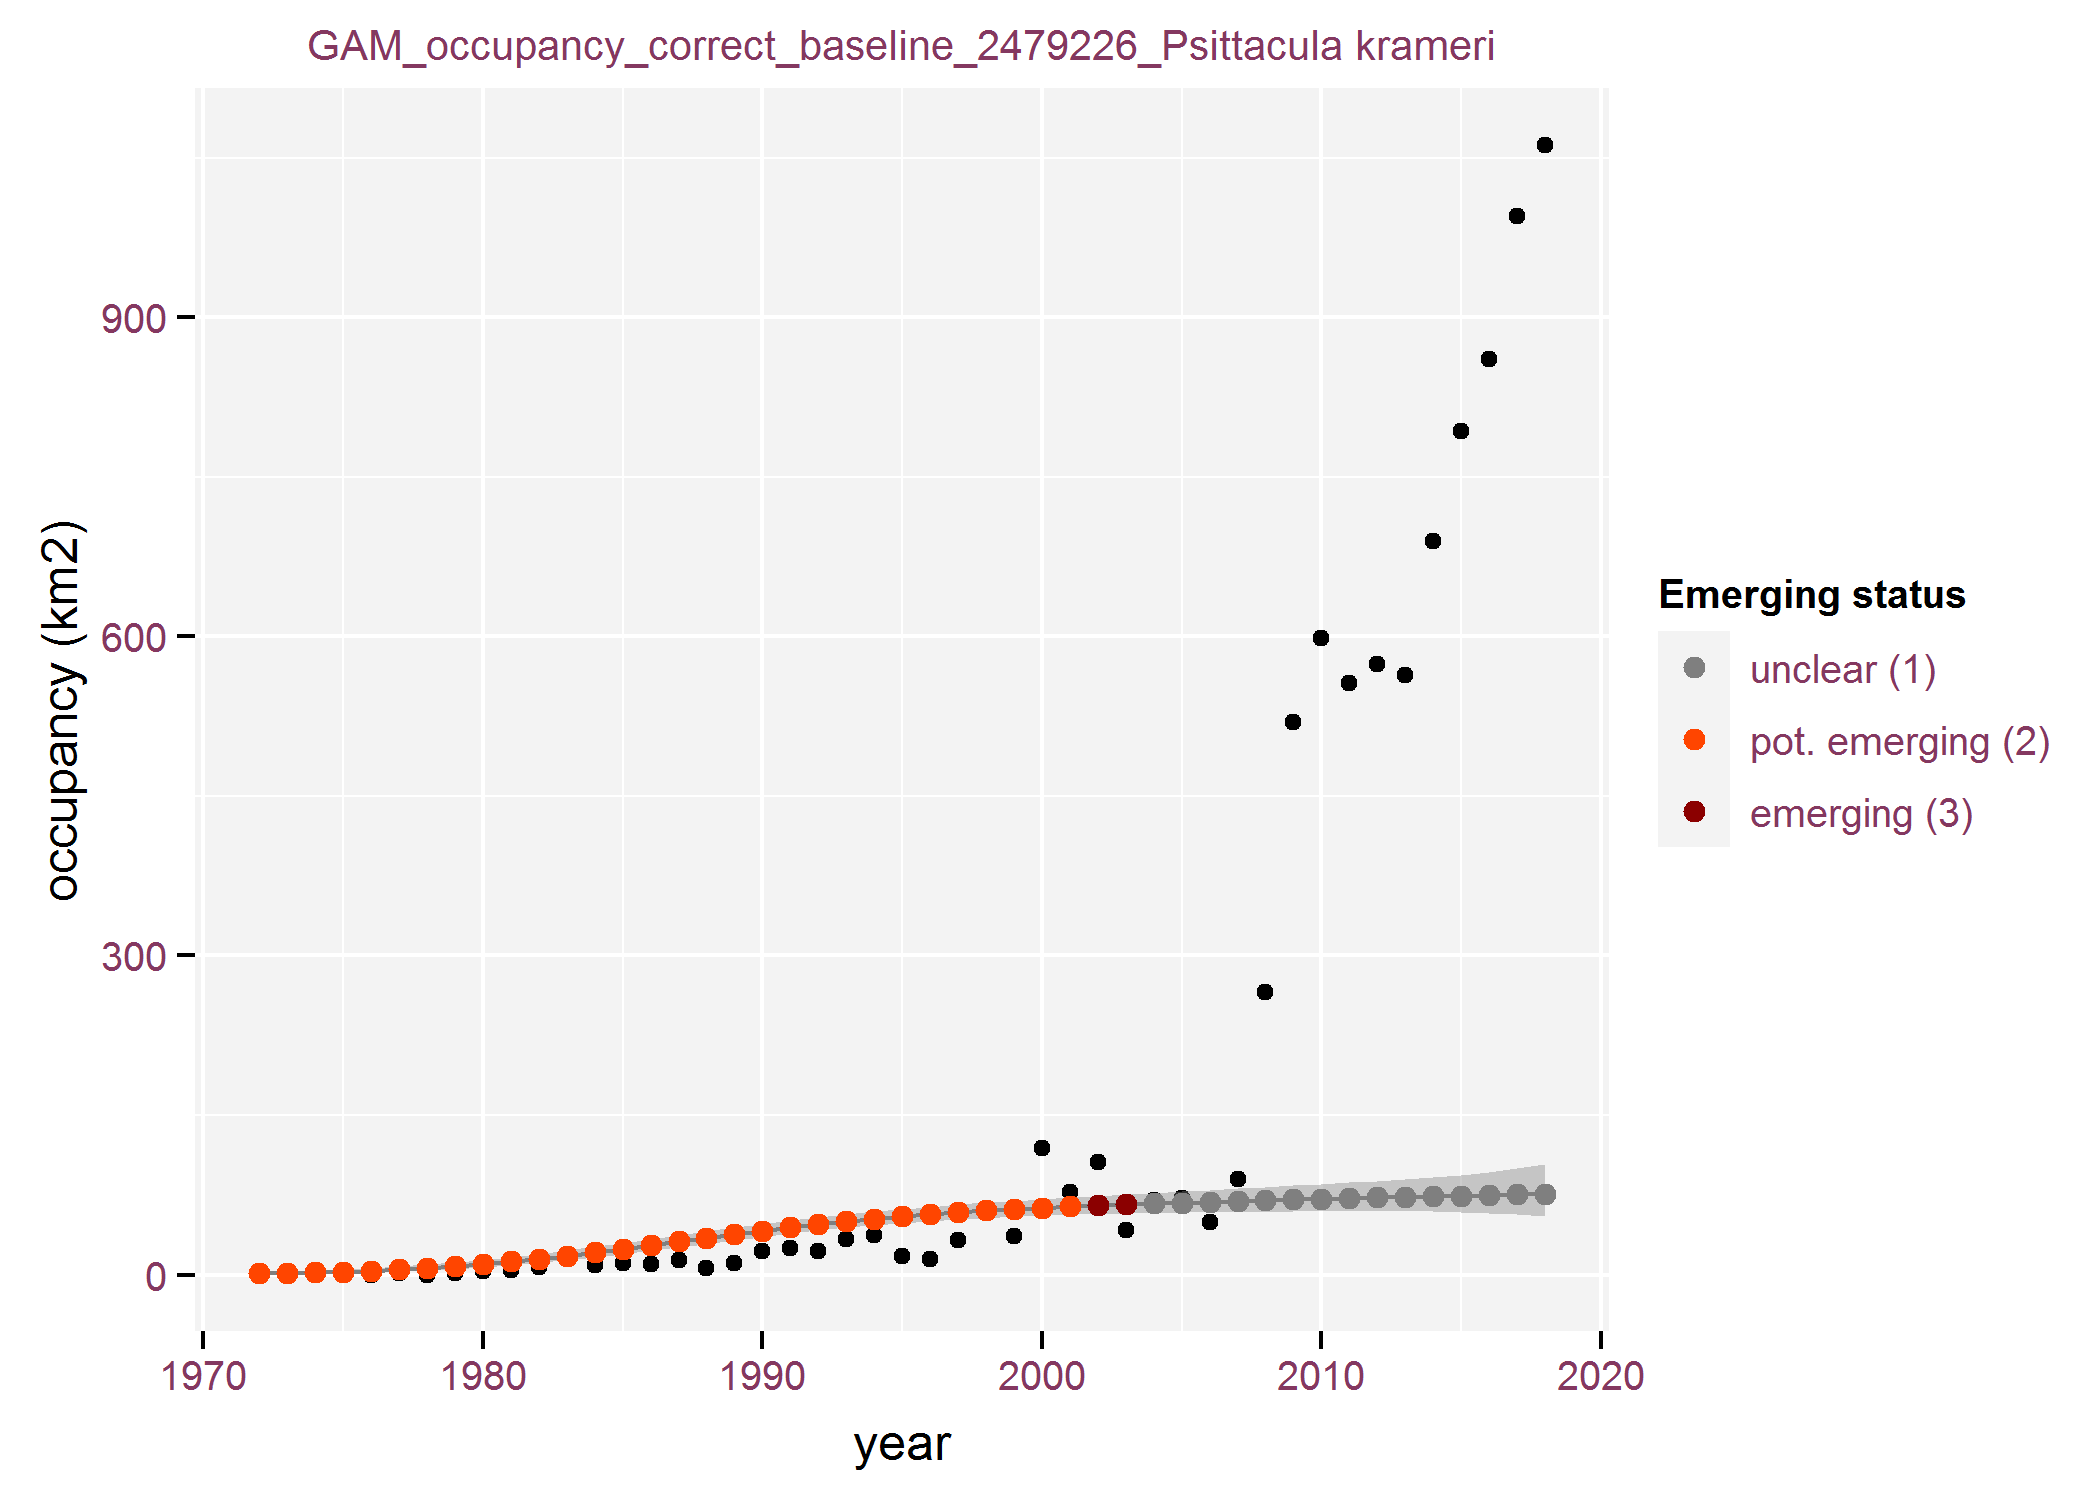 GAM_occupancy_correct_baseline_2479226_Psittacula krameri
occupancy (km2)
900
600
300
0
1970 1980 1990 2000 2010 2020
year
Emerging status
unclear (1)
pot. emerging (2)
emerging (3)